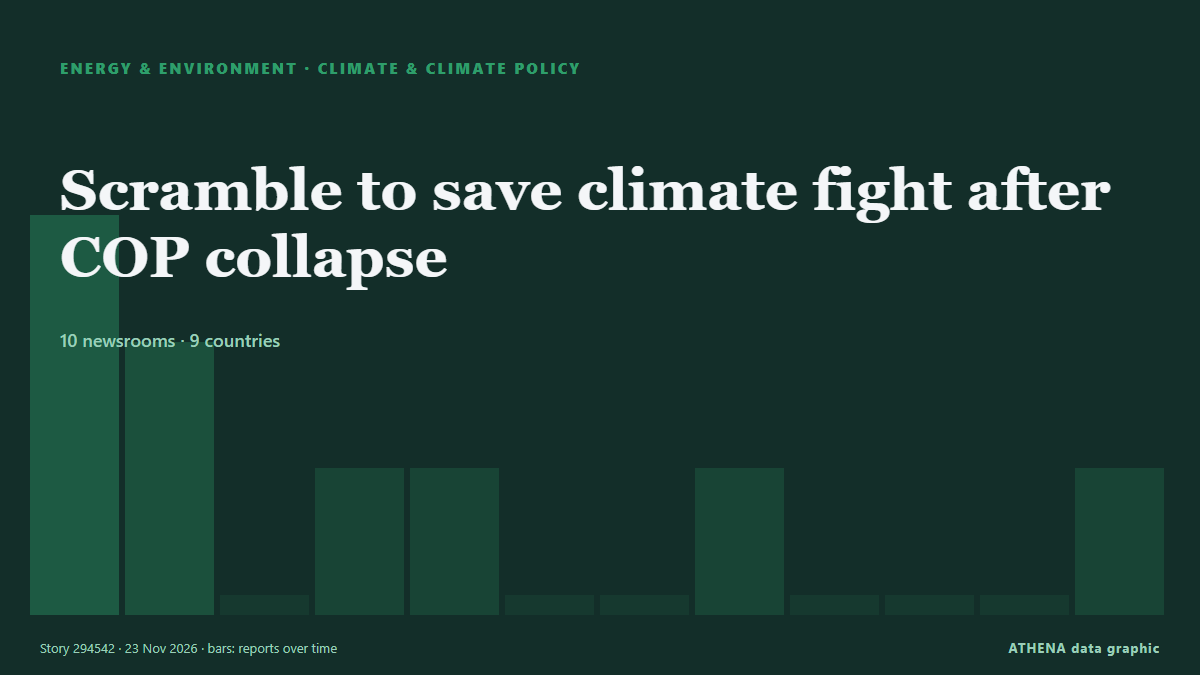 ENERGY & ENVIRONMENT · CLIMATE & CLIMATE POLICY
Scramble to save climate fight after
COP collapse
10 newsrooms · 9 countries
Story 294542 · 23 Nov 2026 · bars: reports over time
ATHENA data graphic